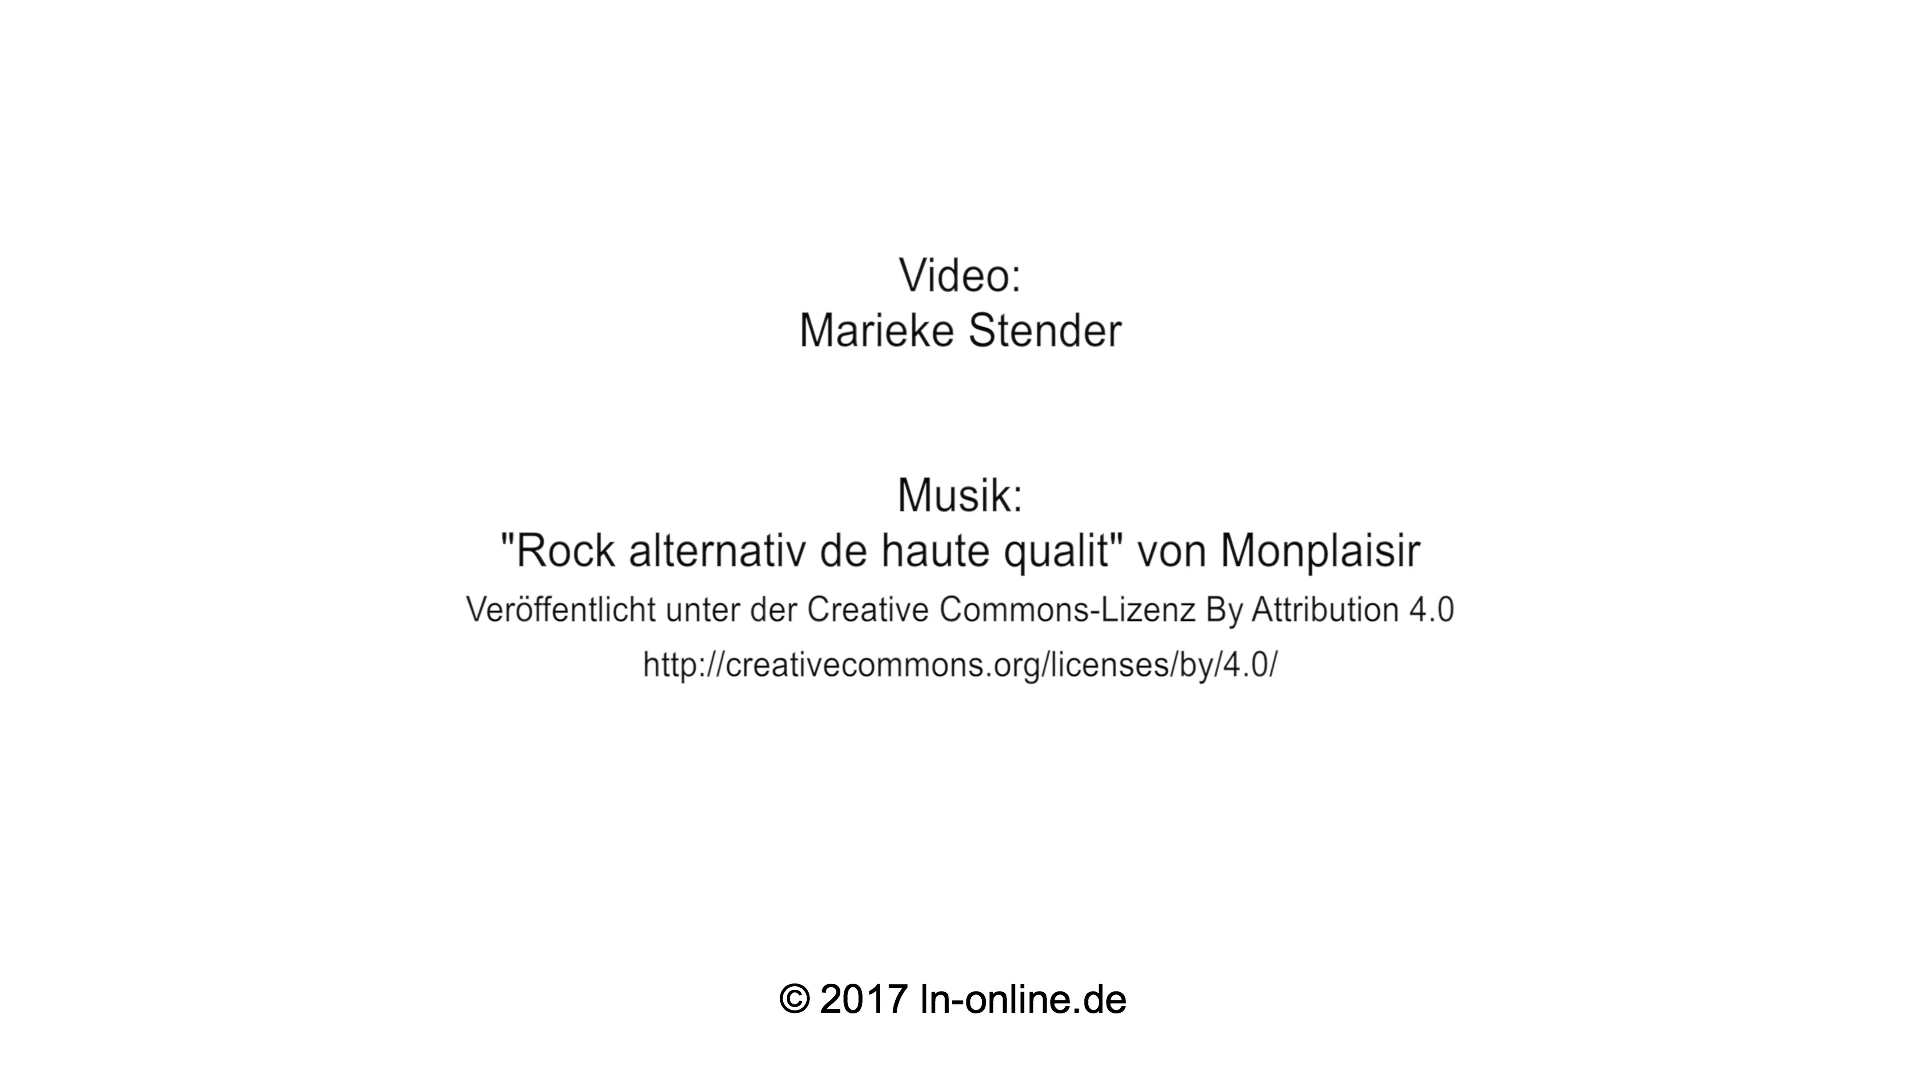 Video:
Marieke Stender
Musik:
"Rock alternativ de haute qualit" von Monplaisir
Veröffentlicht unter der Creative Commons-Lizenz By Attribution 4.0
http://creativecommons.org/licenses/by/4.0/
© 2017 ln-online.de